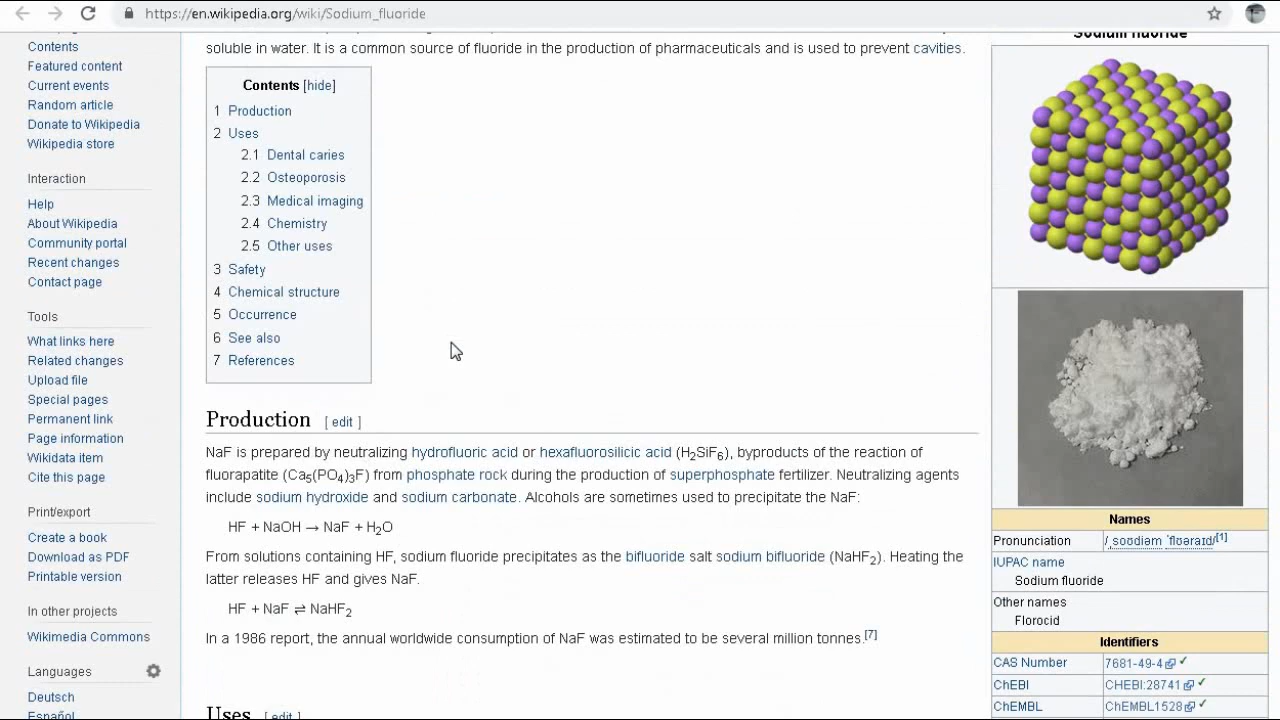 https://en.wikipedia.org/wiki/Sodium_fluoride
Contents
Featured content
Current events
Random article
Donate to Wikipedia
Wikipedia store
Interaction
Help
About Wikipedia
Community portal
Recent changes
Contact page
Tools
What links here
Related changes
Upload file
Special pages
Permanent link
Page information
Wikidata item
Cite this page
Print/export
Create a book
Download as PDF
Printable version
In other projects
Wikimedia Commons
Languages
Deutsch
Español
soluble in water. It is a common source of fluoride in the production of pharmaceuticals and is used to prevent cavities.
Contents [hide]
1 Production
2 Uses
2.1 Dental caries
2.2 Osteoporosis
2.3 Medical imaging
2.4 Chemistry
2.5 Other uses
3 Safety
4 Chemical structure
5 Occurrence
6 See also
7 References
Production [ edit ]
NaF is prepared by neutralizing hydrofluoric acid or hexafluorosilicic acid (H₂SiF₆), byproducts of the reaction of
fluorapatite (Ca₅(PO₄)₃F) from phosphate rock during the production of superphosphate fertilizer. Neutralizing agents
include sodium hydroxide and sodium carbonate. Alcohols are sometimes used to precipitate the NaF:
HF + NaOH → NaF + H₂O
From solutions containing HF, sodium fluoride precipitates as the bifluoride salt sodium bifluoride (NaHF₂). Heating the
latter releases HF and gives NaF.
HF + NaF ⇌ NaHF₂
In a 1986 report, the annual worldwide consumption of NaF was estimated to be several million tonnes.[7]
Uses [ edit ]
Sodium fluoride
Names
Pronunciation /ˌsoʊdiəm ˈflʊəraɪd/[1]
IUPAC name
Sodium fluoride
Other names
Florocid
Identifiers
CAS Number 7681-49-4 ✓
ChEBI CHEBI:28741 ✓
ChEMBL ChEMBL1528 ✓